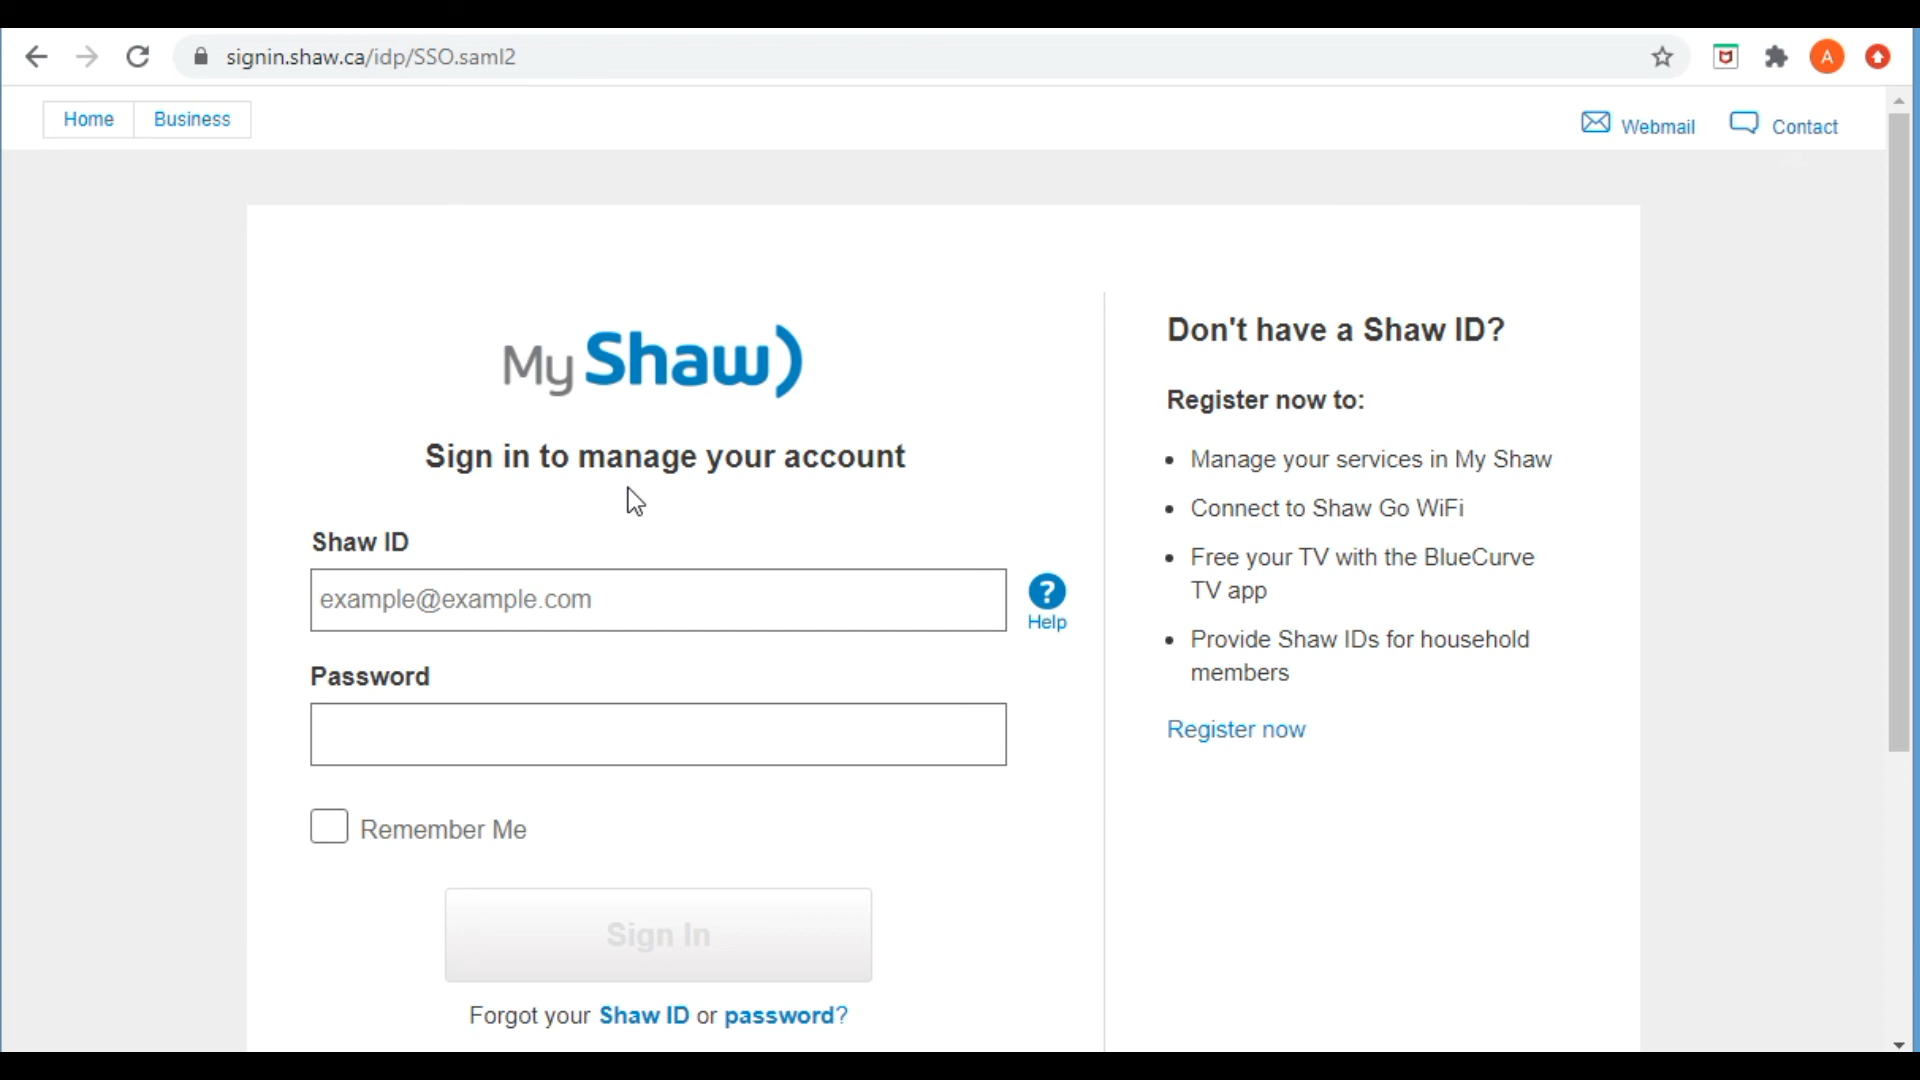 signin.shaw.ca/idp/SSO.saml2
A
Home
Business
Webmail
Contact
My Shaw)
Sign in to manage your account
Shaw ID
example@example.com
?
Help
Password
Remember Me
Sign In
Forgot your Shaw ID or password?
Don't have a Shaw ID?
Register now to:
• Manage your services in My Shaw
• Connect to Shaw Go WiFi
• Free your TV with the BlueCurve
TV app
• Provide Shaw IDs for household
members
Register now